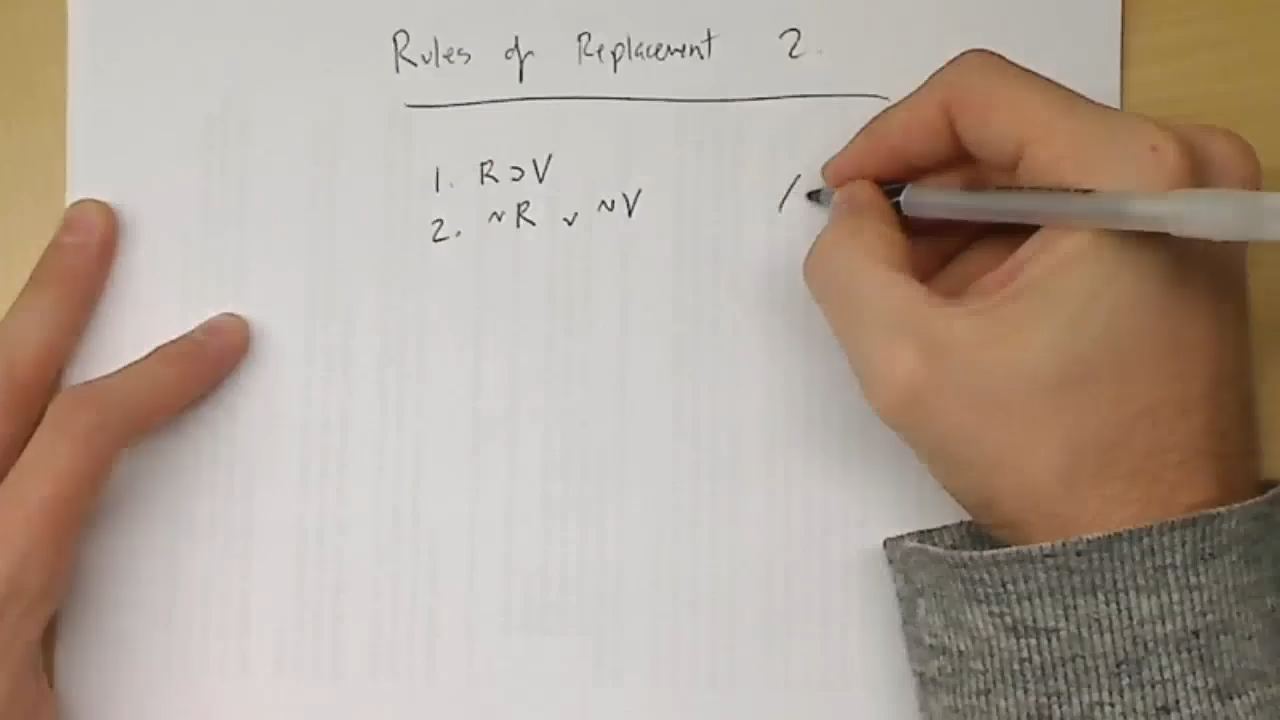 Rules of Replacement 2.
1. R ⊃ V
2. ~R ∨ ~V /